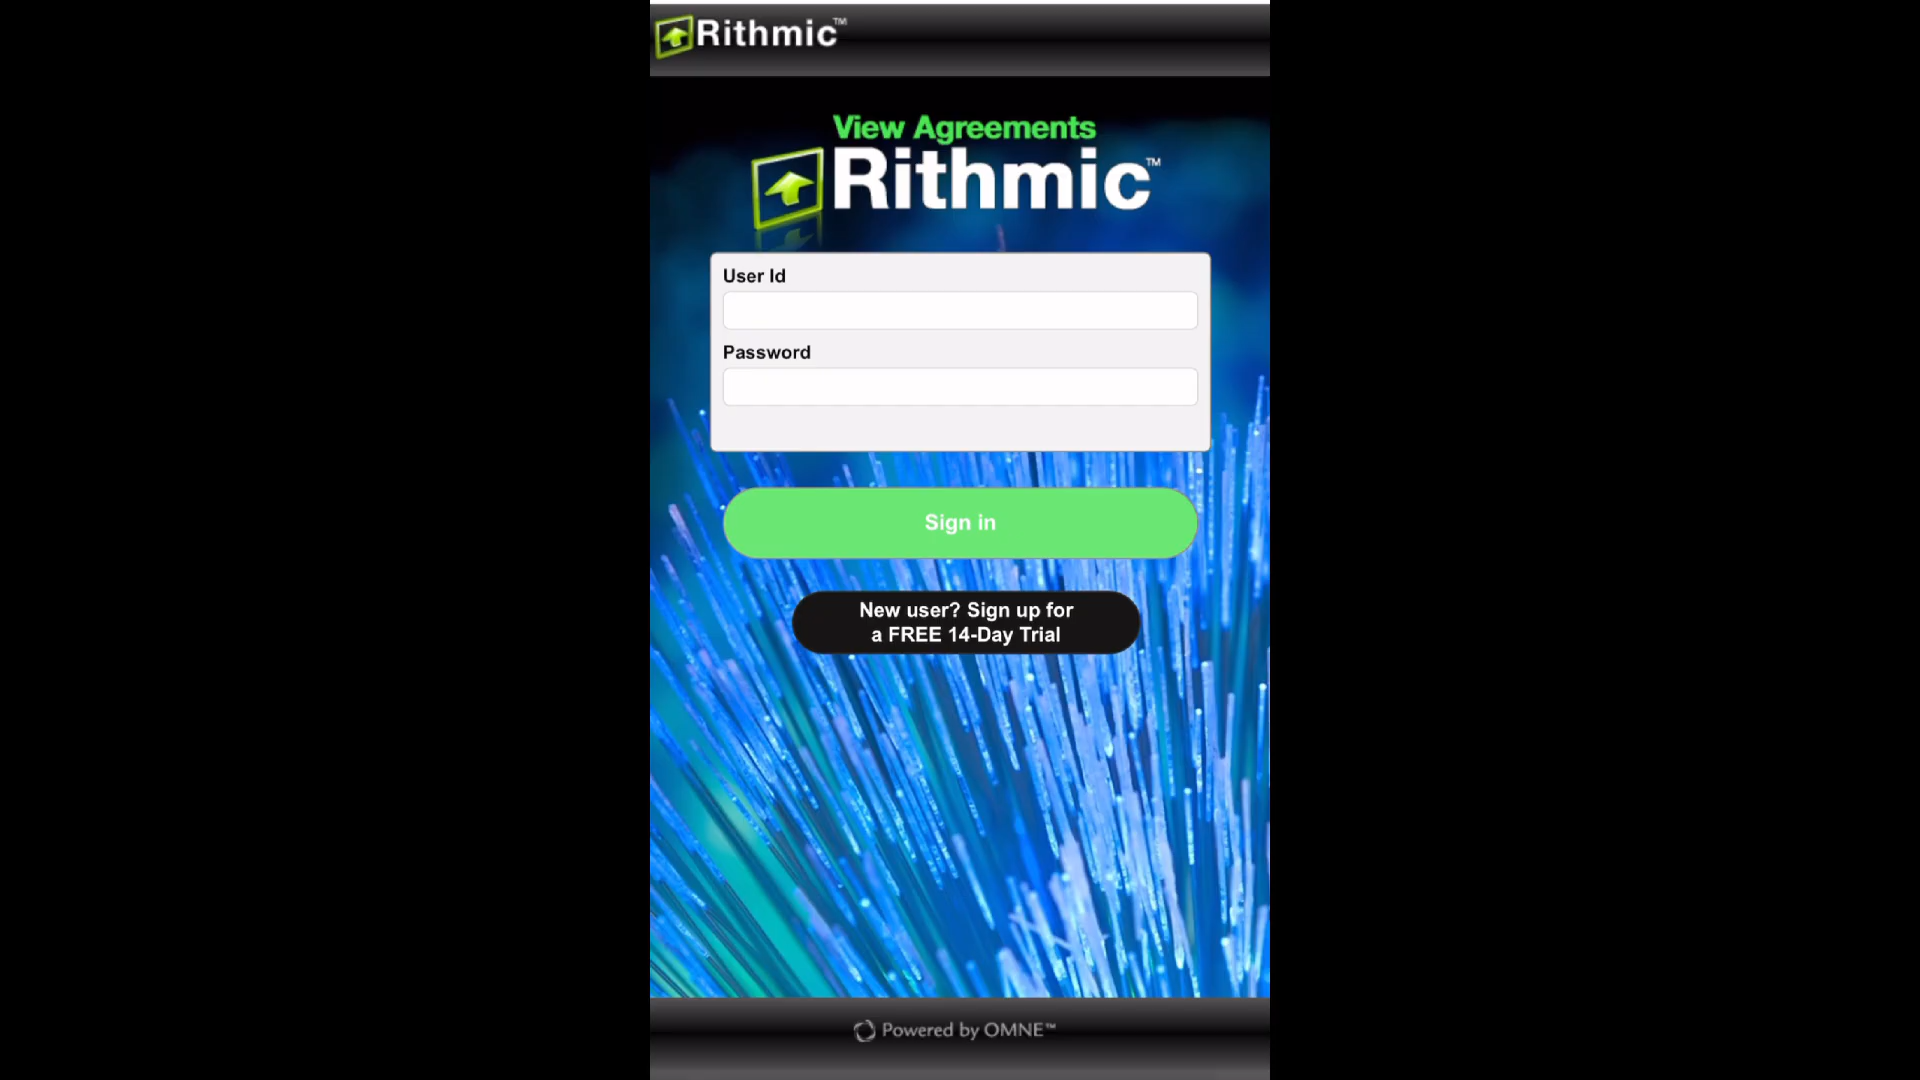 Rithmic™
View Agreements
Rithmic™
User Id
Password
Sign in
New user? Sign up for
a FREE 14-Day Trial
Powered by OMNE™